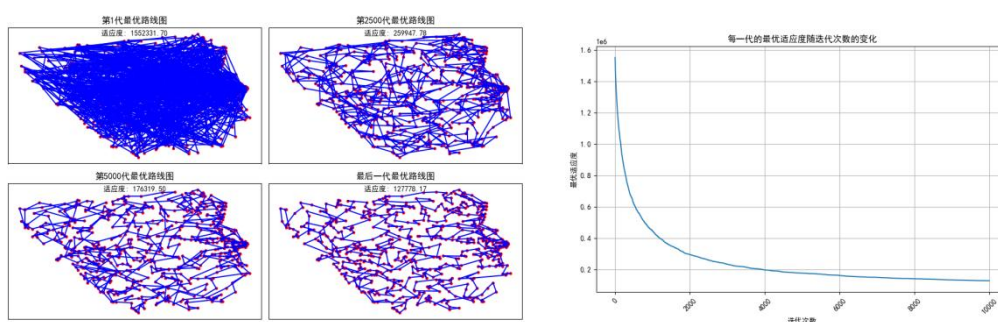 第1代最优路线图
适应度: 1552331.70
第2500代最优路线图
适应度: 259947.78
第5000代最优路线图
适应度: 176319.50
最后一代最优路线图
适应度: 127778.17
每一代的最优适应度随迭代次数的变化
1e6
1.6
1.4
1.2
1.0
0.8
0.6
0.4
0.2
最优适应度
0
2000
4000
6000
8000
10000
迭代次数